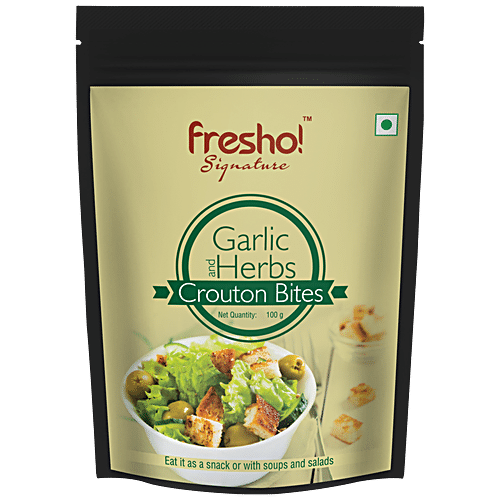 fresho!™
Signature
Garlic
and Herbs
Crouton Bites
Net Quantity: 100 g
Eat it as a snack or with soups and salads